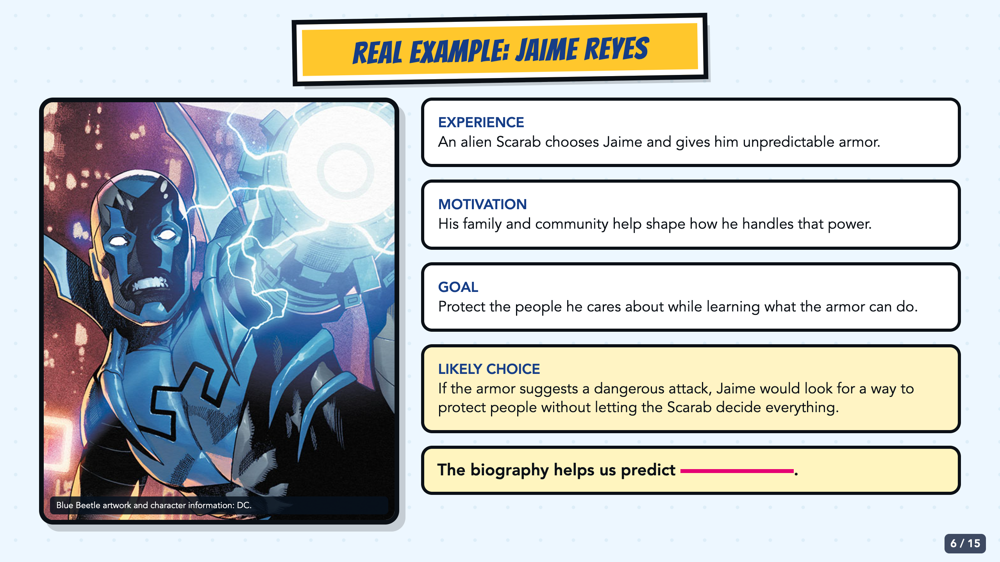 REAL EXAMPLE: JAIME REYES
EXPERIENCE
An alien Scarab chooses Jaime and gives him unpredictable armor.
MOTIVATION
His family and community help shape how he handles that power.
GOAL
Protect the people he cares about while learning what the armor can do.
LIKELY CHOICE
If the armor suggests a dangerous attack, Jaime would look for a way to
protect people without letting the Scarab decide everything.
The biography helps us predict .
Blue Beetle artwork and character information: DC.
6 / 15